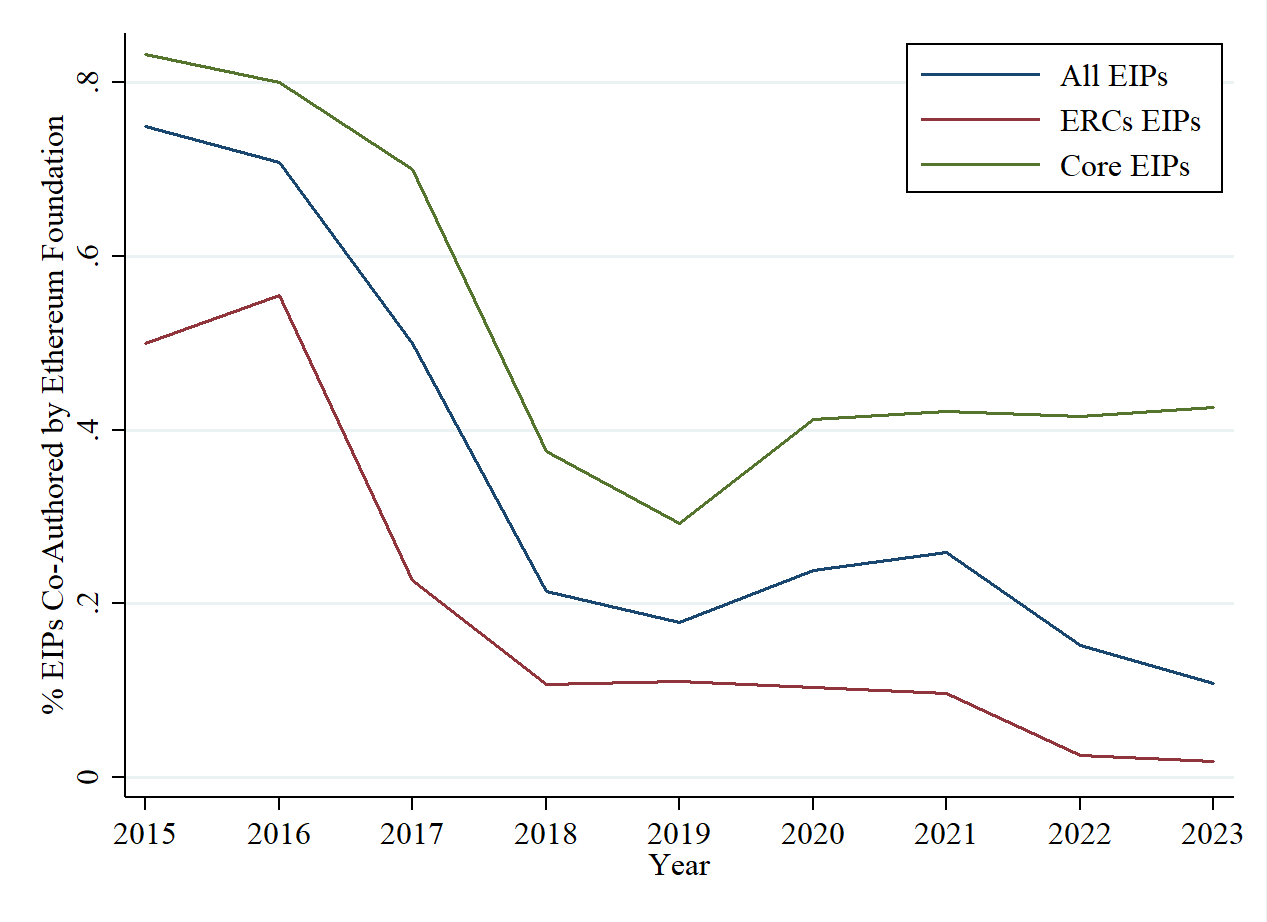 % EIPs Co-Authored by Ethereum Foundation
.8
.6
.4
.2
0
All EIPs
ERCs EIPs
Core EIPs
2015 2016 2017 2018 2019 2020 2021 2022 2023
Year